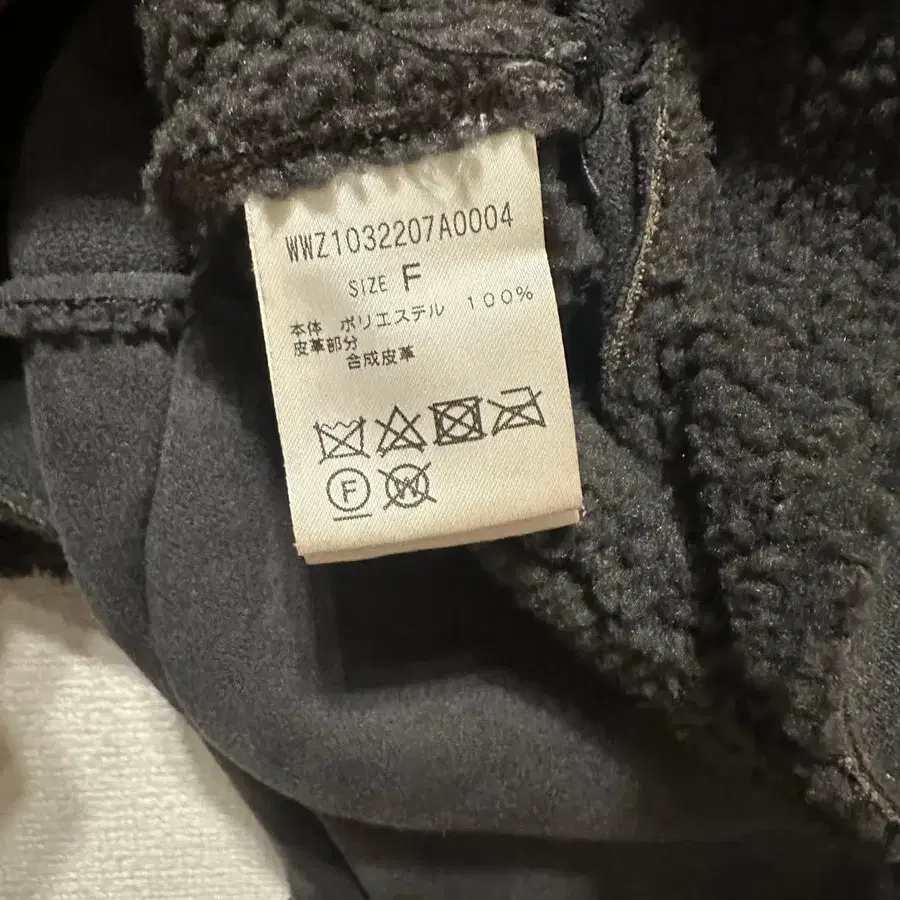 WWZ1032207A0004
SIZE F
本体 ポリエステル 100%
皮革部分
合成皮革
F W